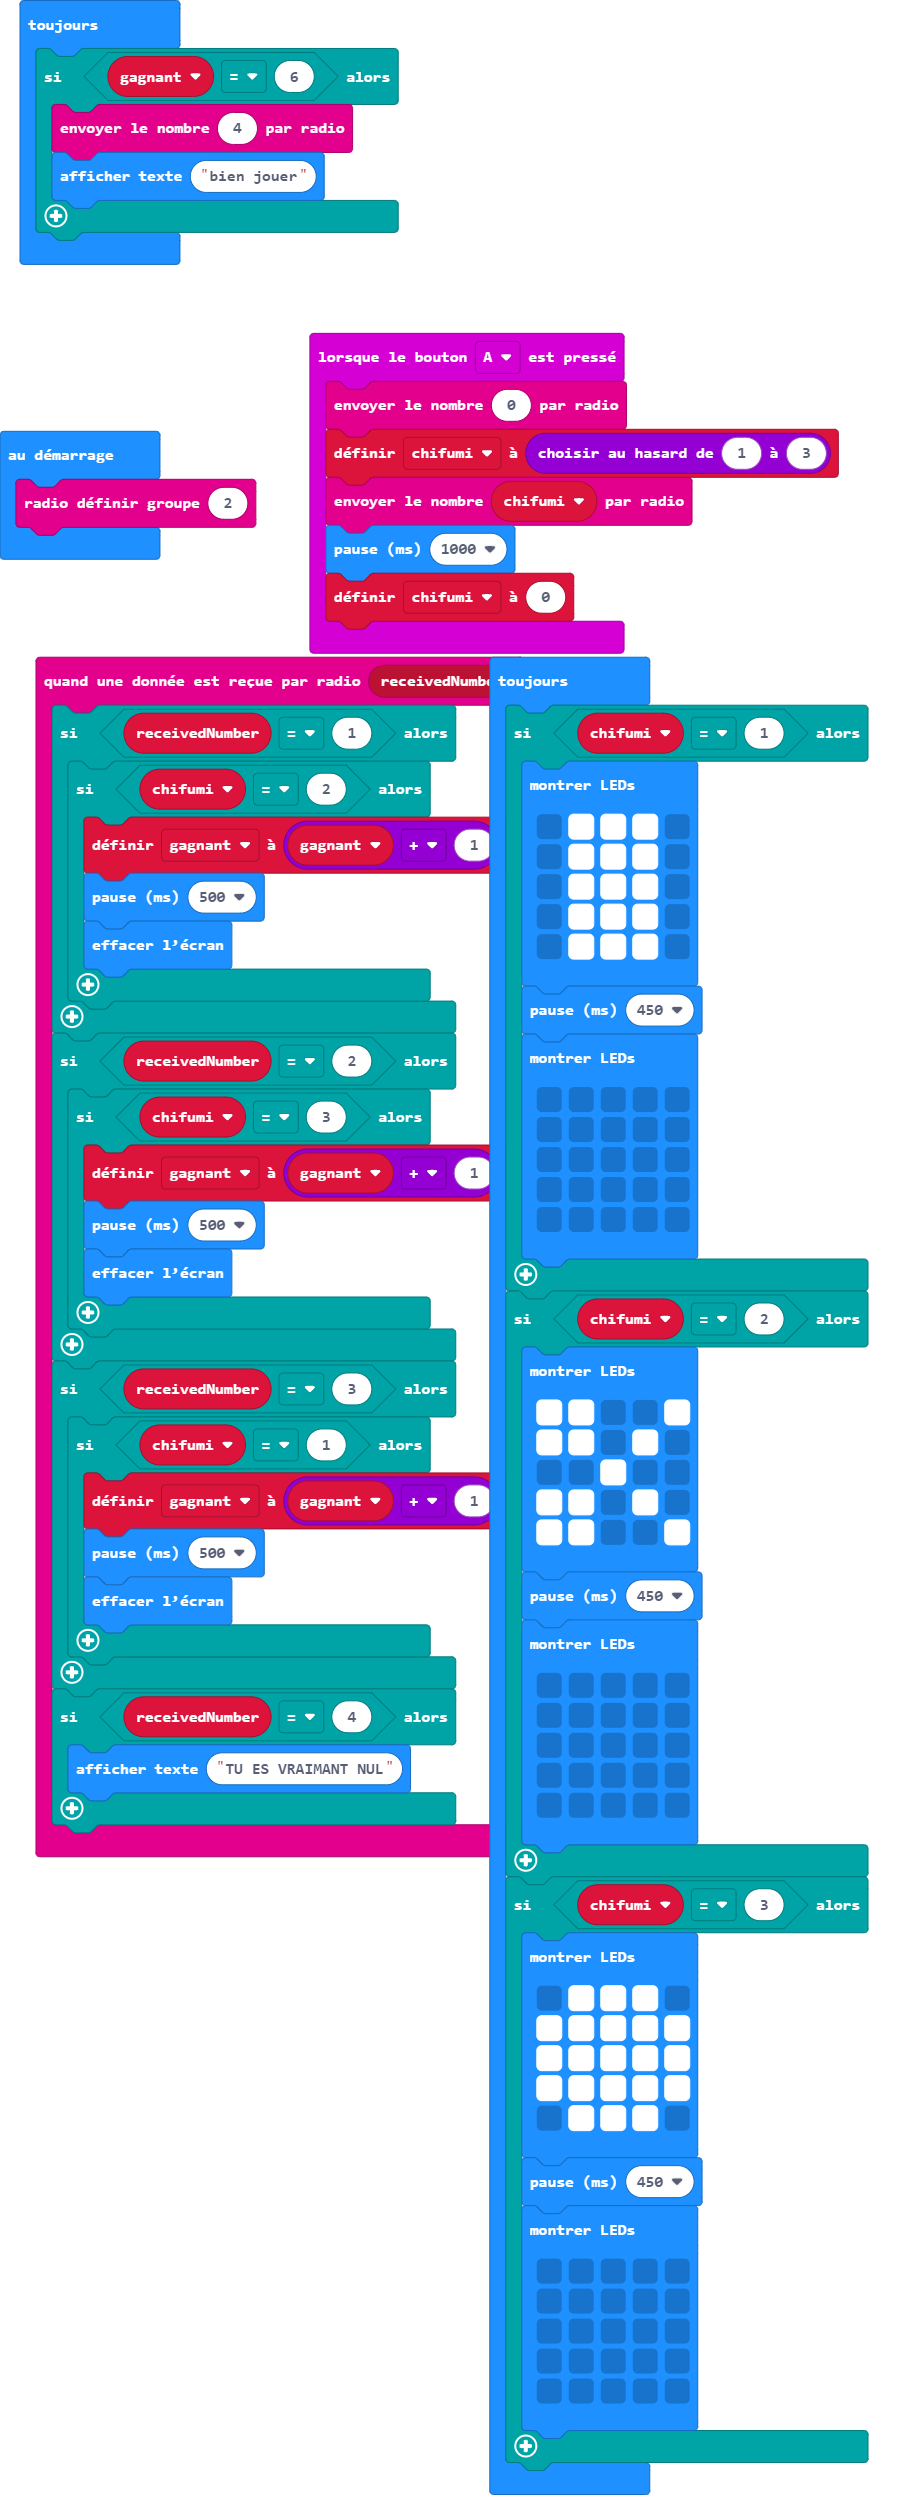 toujours
si gagnant = 6 alors
envoyer le nombre 4 par radio
afficher texte "bien jouer"
lorsque le bouton A est pressé
envoyer le nombre 0 par radio
définir chifumi à choisir au hasard de 1 à 3
envoyer le nombre chifumi par radio
pause (ms) 1000
définir chifumi à 0
au démarrage
radio définir groupe 2
quand une donnée est reçue par radio receivedNumbe
si receivedNumber = 1 alors
si chifumi = 2 alors
définir gagnant à gagnant + 1
pause (ms) 500
effacer l’écran
si receivedNumber = 2 alors
si chifumi = 3 alors
définir gagnant à gagnant + 1
pause (ms) 500
effacer l’écran
si receivedNumber = 3 alors
si chifumi = 1 alors
définir gagnant à gagnant + 1
pause (ms) 500
effacer l’écran
si receivedNumber = 4 alors
afficher texte "TU ES VRAIMANT NUL"
toujours
si chifumi = 1 alors
montrer LEDs
pause (ms) 450
montrer LEDs
si chifumi = 2 alors
montrer LEDs
pause (ms) 450
montrer LEDs
si chifumi = 3 alors
montrer LEDs
pause (ms) 450
montrer LEDs